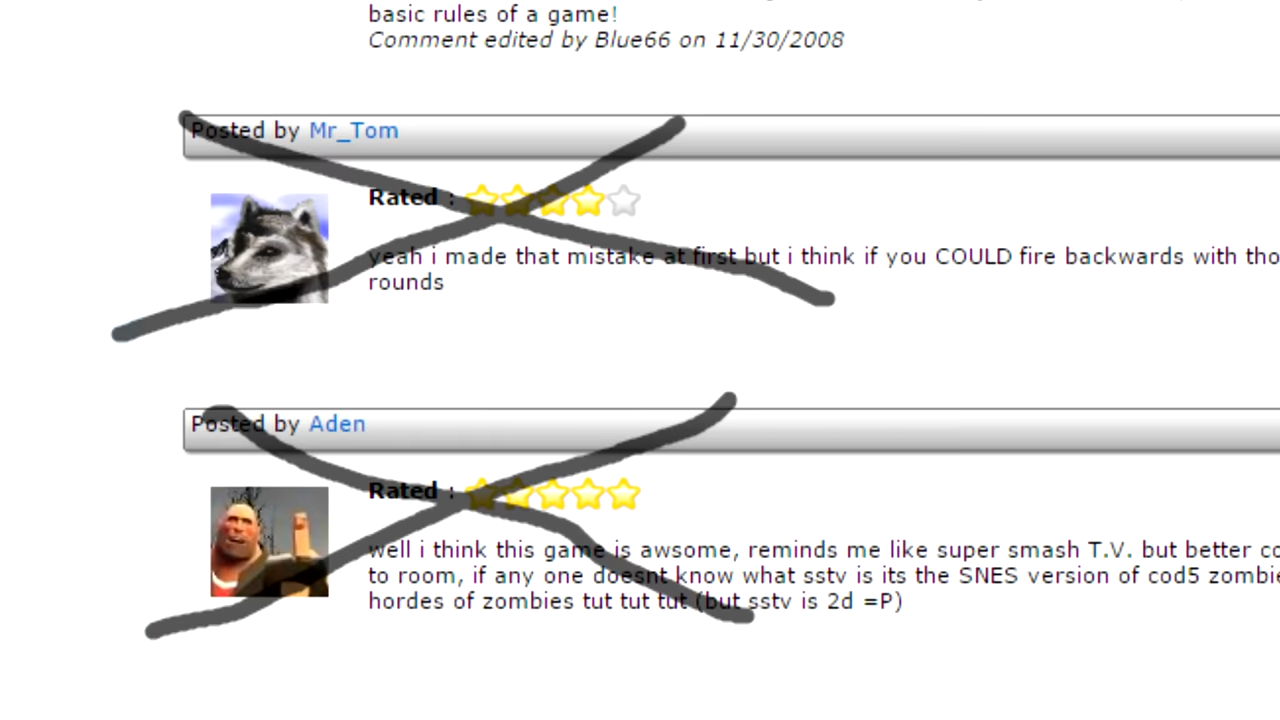 basic rules of a game!
Comment edited by Blue66 on 11/30/2008
Posted by Mr_Tom
Rated :
yeah i made that mistake at first but i think if you COULD fire backwards with
rounds
Posted by Aden
Rated :
well i think this game is awsome, reminds me like super smash T.V. but better
to room, if any one doesnt know what sstv is its the SNES version of cod5
hordes of zombies tut tut tut (but sstv is 2d =P)